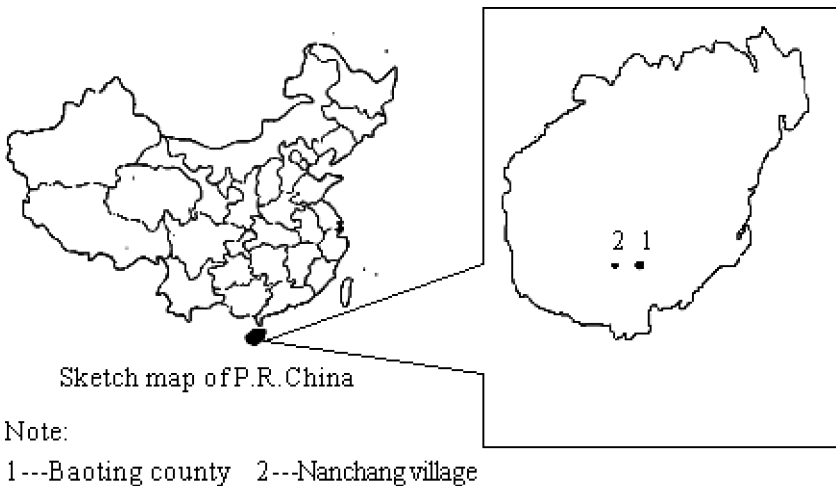 2 1
Sketch map of P.R.China
Note:
1---Baoting county 2---Nanchang village